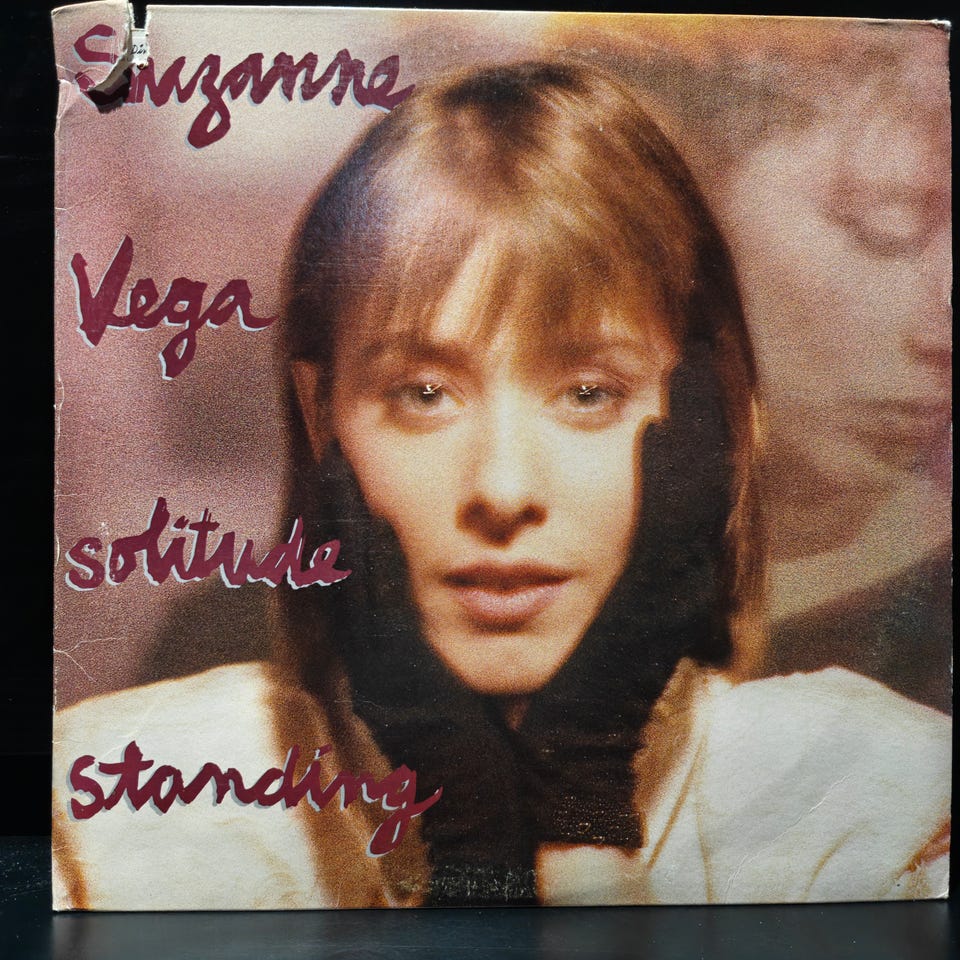 Suzanne
Vega
solitude
standing